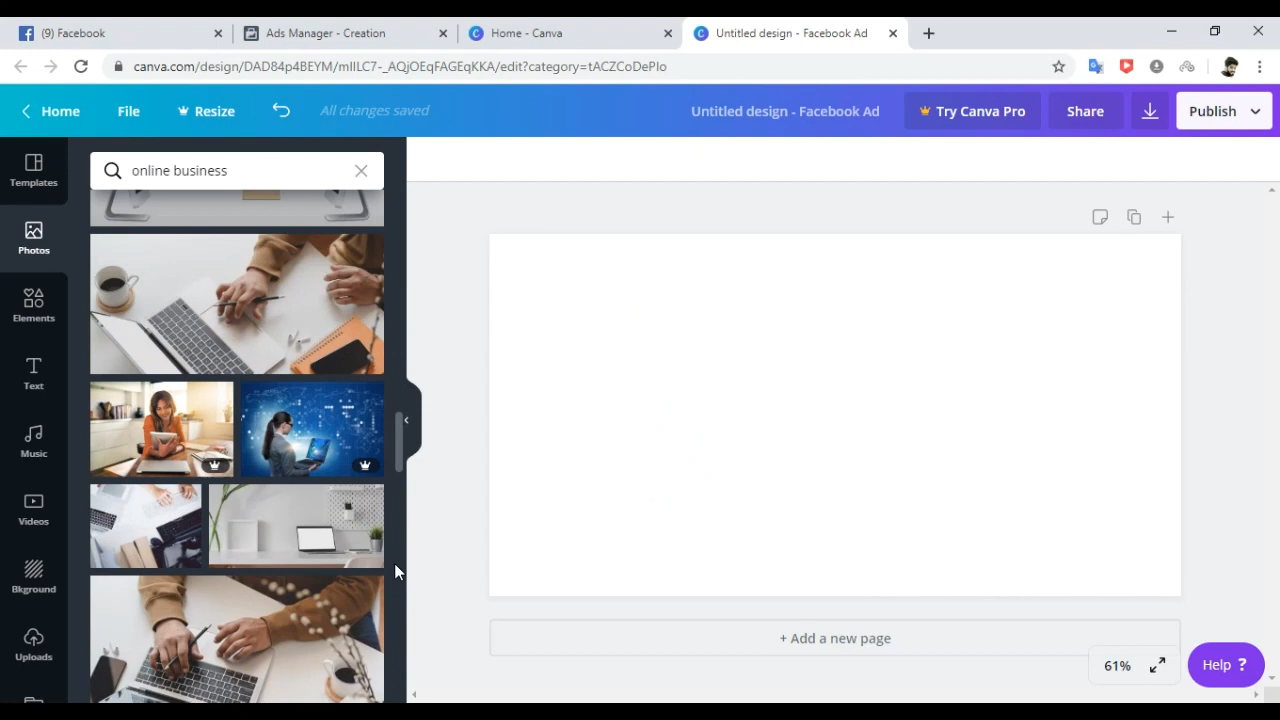 (9) Facebook
Ads Manager - Creation
Home - Canva
Untitled design - Facebook Ad
canva.com/design/DAD84p4BEYM/mIILC7-_AQjOEqFAGEqKKA/edit?category=tACZCoDePlo
Home
File
Resize
All changes saved
Untitled design - Facebook Ad
Try Canva Pro
Share
Publish
Templates
online business
Photos
Elements
Text
Music
Videos
Bkground
Uploads
+ Add a new page
61%
Help ?